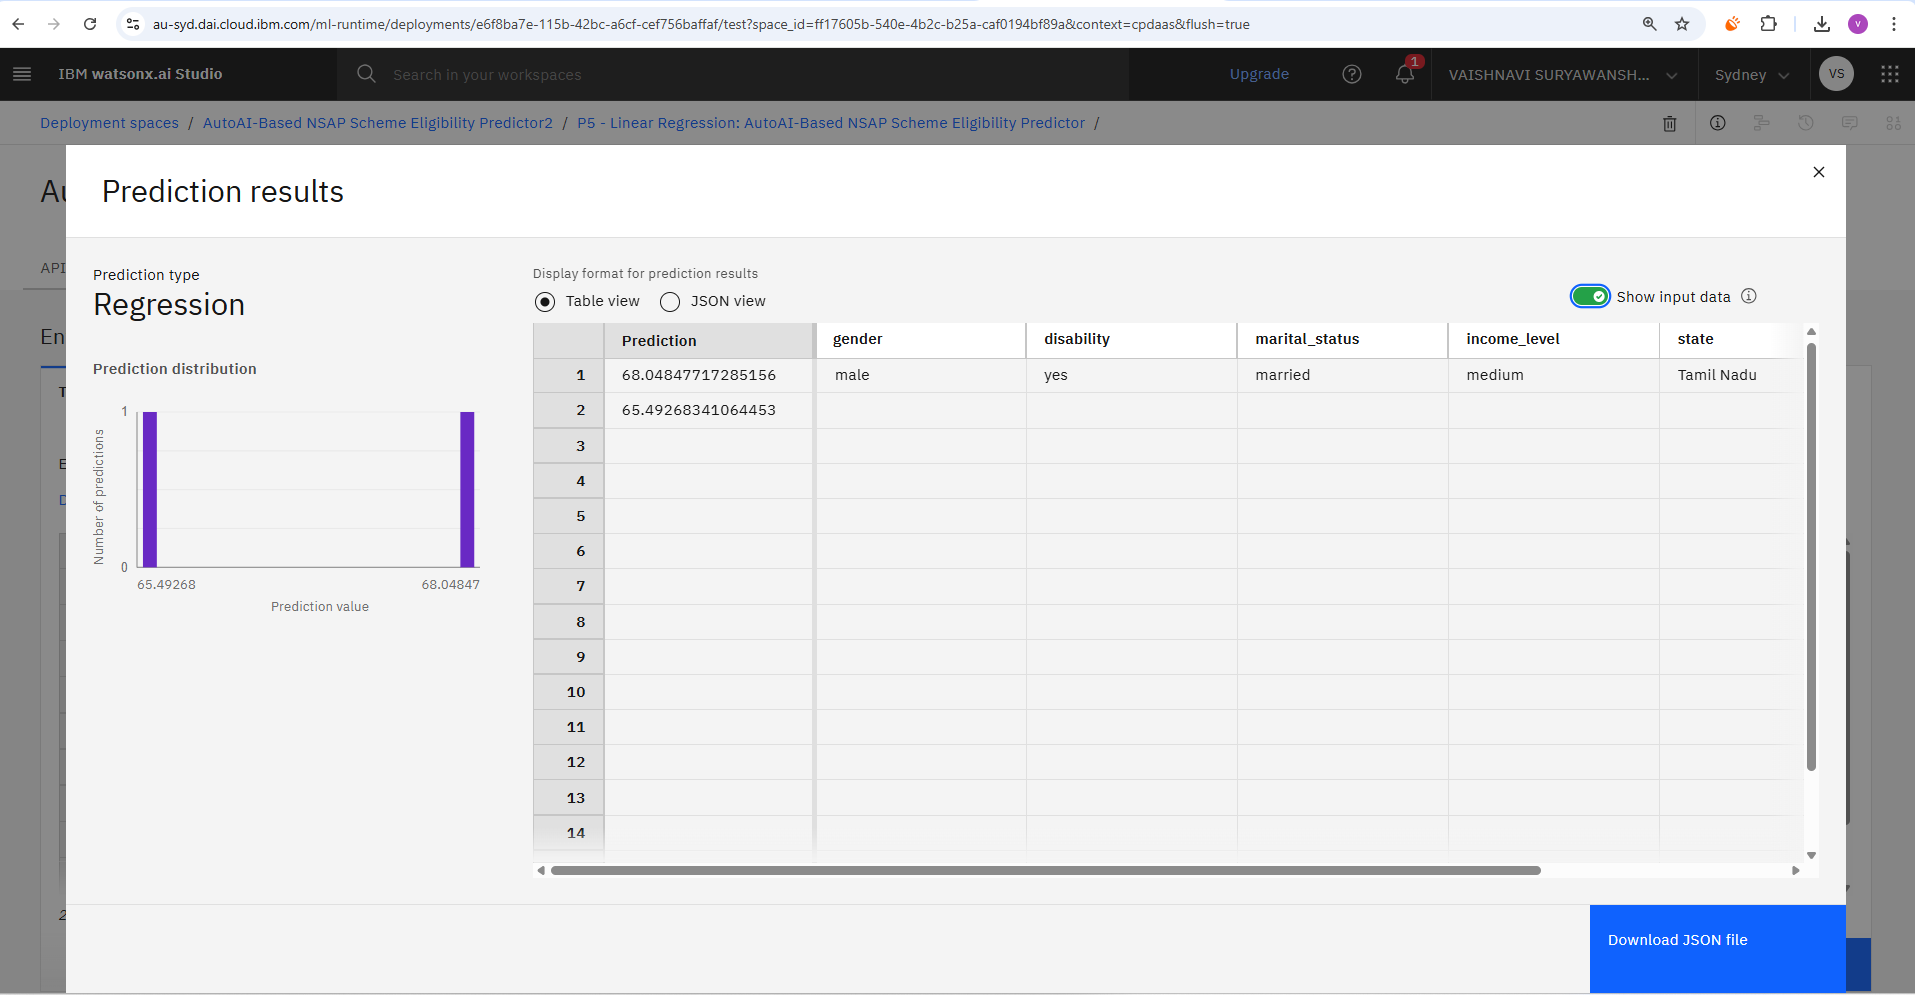 au-syd.dai.cloud.ibm.com/ml-runtime/deployments/e6f8ba7e-115b-42bc-a6cf-cef756baffaf/test?space_id=ff17605b-540e-4b2c-b25a-caf0194bf89a&context=cpdaas&flush=true
V
IBM watsonx.ai Studio
Search in your workspaces
Upgrade
1
VAISHNAVI SURYAWANSH...
Sydney
VS
Deployment spaces / AutoAI-Based NSAP Scheme Eligibility Predictor2 / P5 - Linear Regression: AutoAI-Based NSAP Scheme Eligibility Predictor /
Prediction results
API
Prediction type
Regression
Prediction distribution
Number of predictions
1
0
65.49268 68.04847
Prediction value
Display format for prediction results
Table view JSON view
Show input data
Prediction gender disability marital_status income_level state
1 68.04847717285156 male yes married medium Tamil Nadu
2 65.49268341064453
3
4
5
6
7
8
9
10
11
12
13
14
Download JSON file